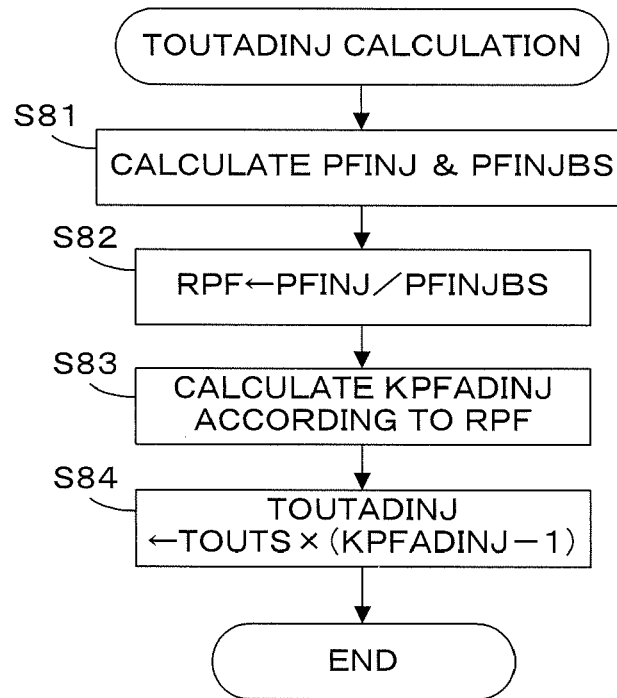 TOUTADINJ CALCULATION
S81
CALCULATE PFINJ & PFINJBS
S82
RPF←PFINJ／PFINJBS
S83
CALCULATE KPFADINJ
ACCORDING TO RPF
S84
TOUTADINJ
←TOUTS×(KPFADINJ−1)
END